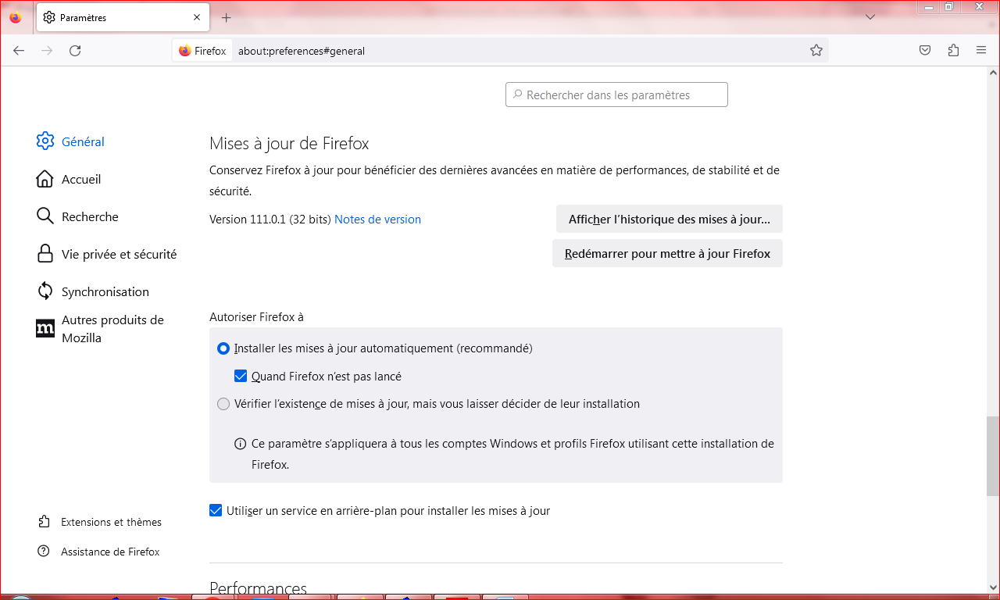 Paramètres
Firefox
about:preferences#general
Rechercher dans les paramètres
Général
Accueil
Recherche
Vie privée et sécurité
Synchronisation
Autres produits de
Mozilla
Extensions et thèmes
Assistance de Firefox
Mises à jour de Firefox
Conservez Firefox à jour pour bénéficier des dernières avancées en matière de performances, de stabilité et de
sécurité.
Version 111.0.1 (32 bits) Notes de version
Afficher l’historique des mises à jour…
Redémarrer pour mettre à jour Firefox
Autoriser Firefox à
Installer les mises à jour automatiquement (recommandé)
Quand Firefox n’est pas lancé
Vérifier l’existence de mises à jour, mais vous laisser décider de leur installation
Ce paramètre s’appliquera à tous les comptes Windows et profils Firefox utilisant cette installation de
Firefox.
Utiliser un service en arrière-plan pour installer les mises à jour
Performances